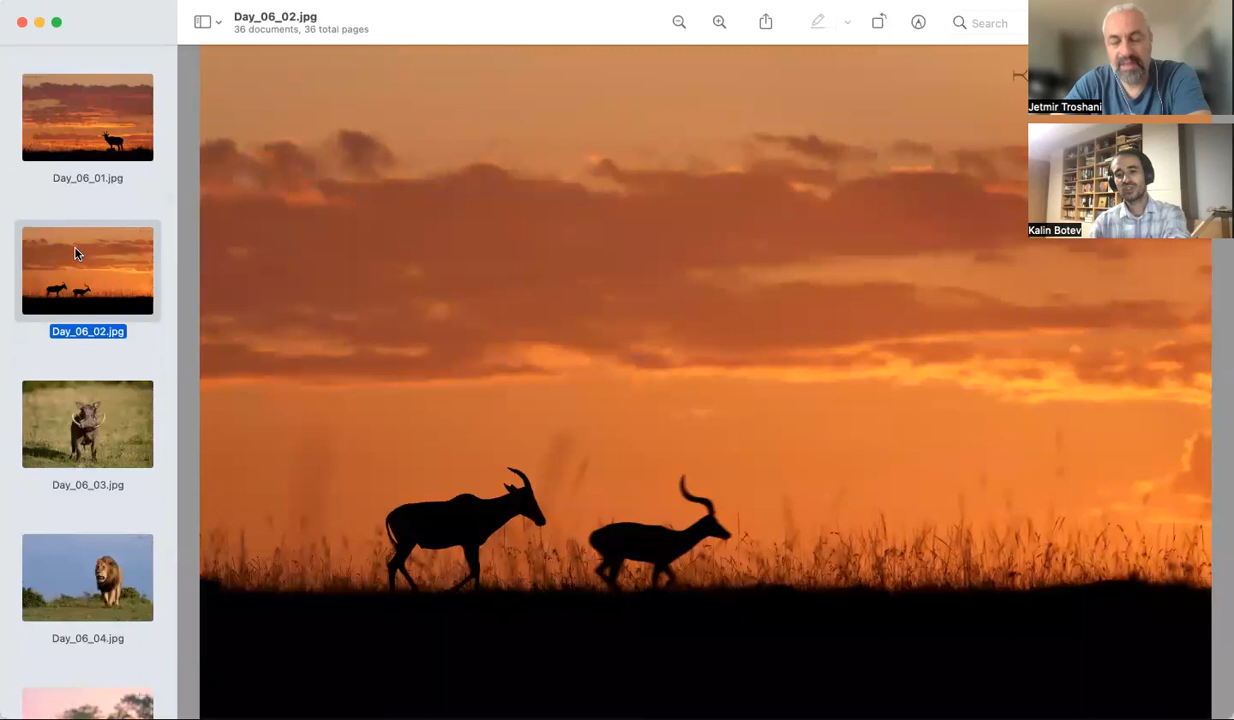 Day_06_02.jpg
36 documents, 36 total pages
Search
Jetmir Troshani
Kalin Botev
Day_06_01.jpg
Day_06_02.jpg
Day_06_03.jpg
Day_06_04.jpg